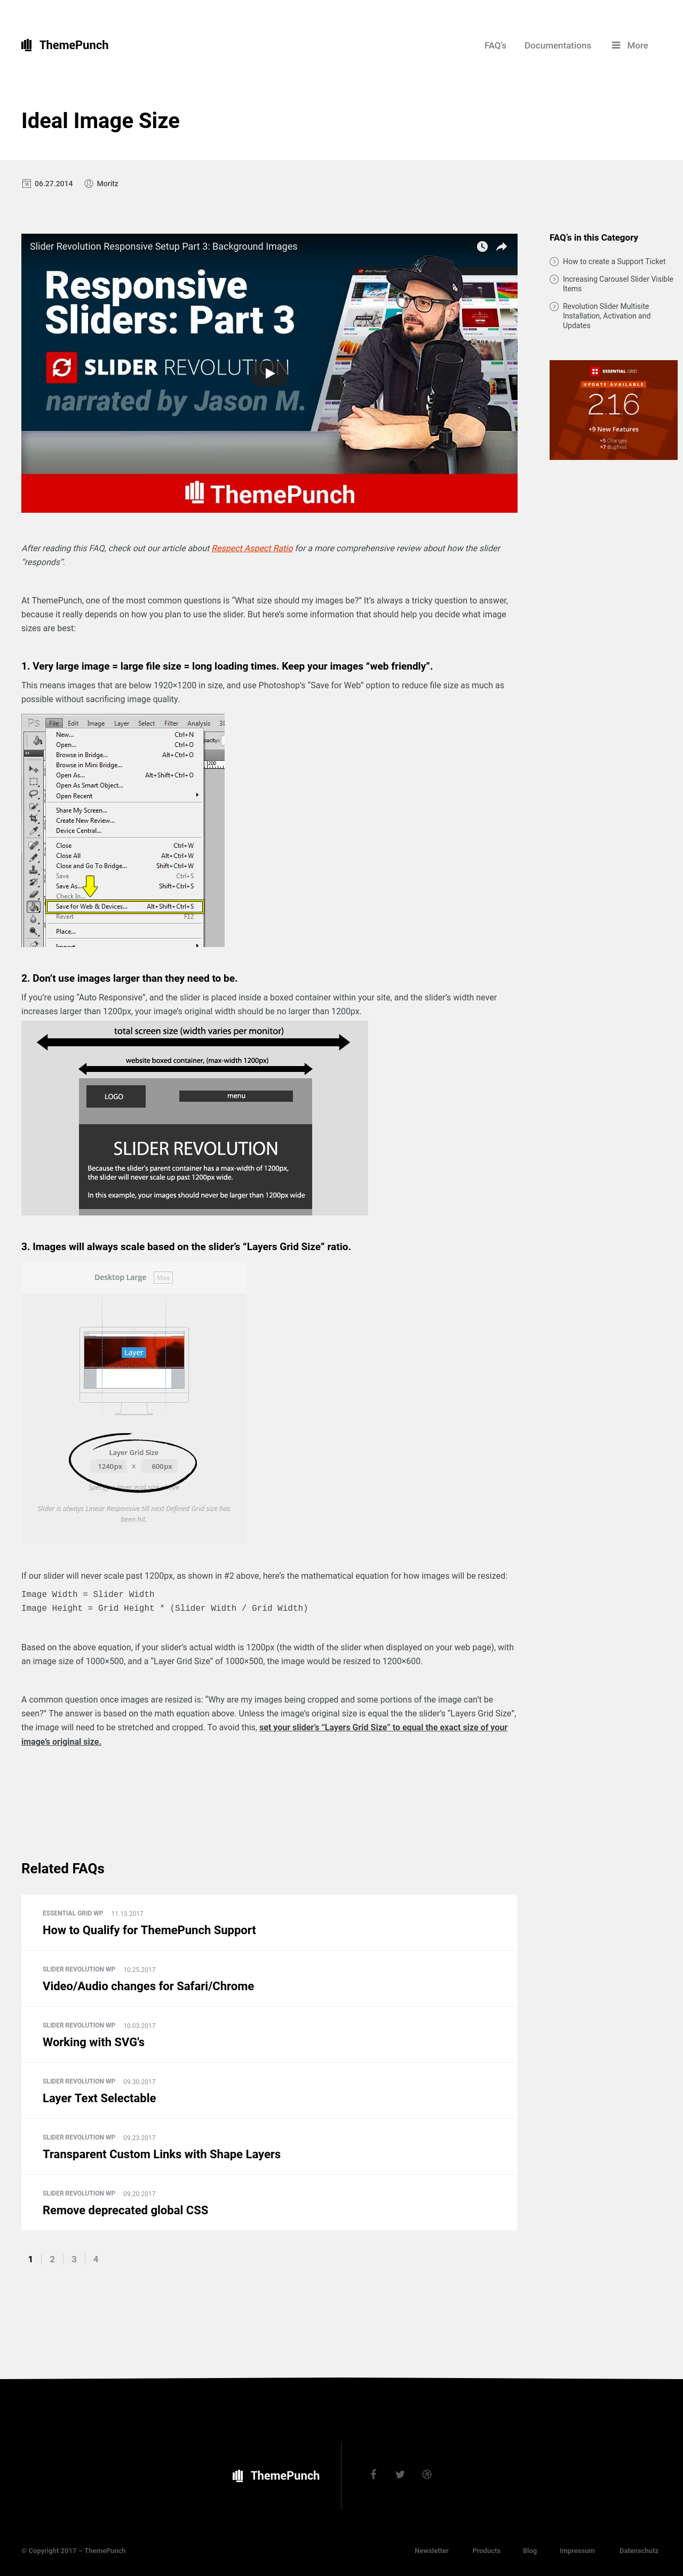 ThemePunch
FAQ's
Documentations
More
Ideal Image Size
06.27.2014
Moritz
Slider Revolution Responsive Setup Part 3: Background Images
Responsive
Sliders: Part 3
SLIDER REVOLUTION
narrated by Jason M.
ThemePunch
FAQ's in this Category
How to create a Support Ticket
Increasing Carousel Slider Visible
Items
Revolution Slider Multisite
Installation, Activation and
Updates
ESSENTIAL GRID
UPDATE AVAILABLE
2.1.6
+9 New Features
+5 Changes
+7 Bugfixes
After reading this FAQ, check out our article about Respect Aspect Ratio for a more comprehensive review about how the slider
“responds”.
At ThemePunch, one of the most common questions is “What size should my images be?” It’s always a tricky question to answer,
because it really depends on how you plan to use the slider. But here’s some information that should help you decide what image
sizes are best:
1. Very large image = large file size = long loading times. Keep your images “web friendly”.
This means images that are below 1920×1200 in size, and use Photoshop’s “Save for Web” option to reduce file size as much as
possible without sacrificing image quality.
Ps File Edit Image Layer Select Filter Analysis
New... Ctrl+N
Open... Ctrl+O
Browse in Bridge... Alt+Ctrl+O
Browse in Mini Bridge...
Open As... Alt+Shift+Ctrl+O
Open As Smart Object...
Open Recent
Share My Screen...
Create New Review...
Device Central...
Close Ctrl+W
Close All Alt+Ctrl+W
Close and Go To Bridge... Shift+Ctrl+W
Save Ctrl+S
Save As... Shift+Ctrl+S
Check In...
Save for Web & Devices... Alt+Shift+Ctrl+S
Revert F12
Place...
Import
2. Don’t use images larger than they need to be.
If you’re using “Auto Responsive”, and the slider is placed inside a boxed container within your site, and the slider’s width never
increases larger than 1200px, your image’s original width should be no larger than 1200px.
total screen size (width varies per monitor)
website boxed container, (max-width 1200px)
LOGO
menu
SLIDER REVOLUTION
Because the slider's parent container has a max-width of 1200px,
the slider will never scale up past 1200px wide.
In this example, your images should never be larger than 1200px wide
3. Images will always scale based on the slider’s “Layers Grid Size” ratio.
Desktop Large Max
Layer
Layer Grid Size
1240px x 600px
Slider is always Linear Responsive till next Defined Grid size has
been hit.
If our slider will never scale past 1200px, as shown in #2 above, here’s the mathematical equation for how images will be resized:
Image Width = Slider Width
Image Height = Grid Height * (Slider Width / Grid Width)
Based on the above equation, if your slider’s actual width is 1200px (the width of the slider when displayed on your web page), with
an image size of 1000×500, and a “Layer Grid Size” of 1000×500, the image would be resized to 1200×600.
A common question once images are resized is: “Why are my images being cropped and some portions of the image can’t be
seen?” The answer is based on the math equation above. Unless the image’s original size is equal the the slider’s “Layers Grid Size”,
the image will need to be stretched and cropped. To avoid this, set your slider’s “Layers Grid Size” to equal the exact size of your
image’s original size.
Related FAQs
ESSENTIAL GRID WP 11.13.2017
How to Qualify for ThemePunch Support
SLIDER REVOLUTION WP 10.25.2017
Video/Audio changes for Safari/Chrome
SLIDER REVOLUTION WP 10.03.2017
Working with SVG's
SLIDER REVOLUTION WP 09.30.2017
Layer Text Selectable
SLIDER REVOLUTION WP 09.23.2017
Transparent Custom Links with Shape Layers
SLIDER REVOLUTION WP 09.20.2017
Remove deprecated global CSS
1 2 3 4
ThemePunch
© Copyright 2017 – ThemePunch
Newsletter Products Blog Impressum Datenschutz